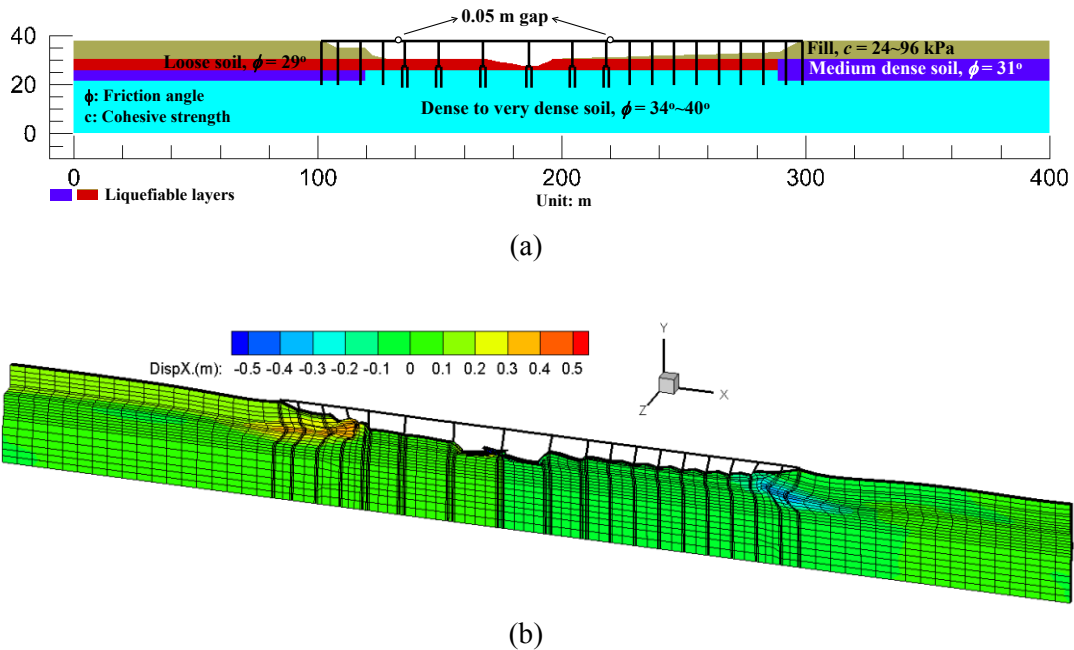 0.05 m gap
40
20
0
Loose soil, ϕ = 29°
Fill, c = 24~96 kPa
Medium dense soil, ϕ = 31°
ϕ: Friction angle
c: Cohesive strength
Dense to very dense soil, ϕ = 34°~40°
0 100 200 300 400
Liquefiable layers
Unit: m
(a)
DispX.(m): -0.5 -0.4 -0.3 -0.2 -0.1 0 0.1 0.2 0.3 0.4 0.5
Y
X
Z
(b)